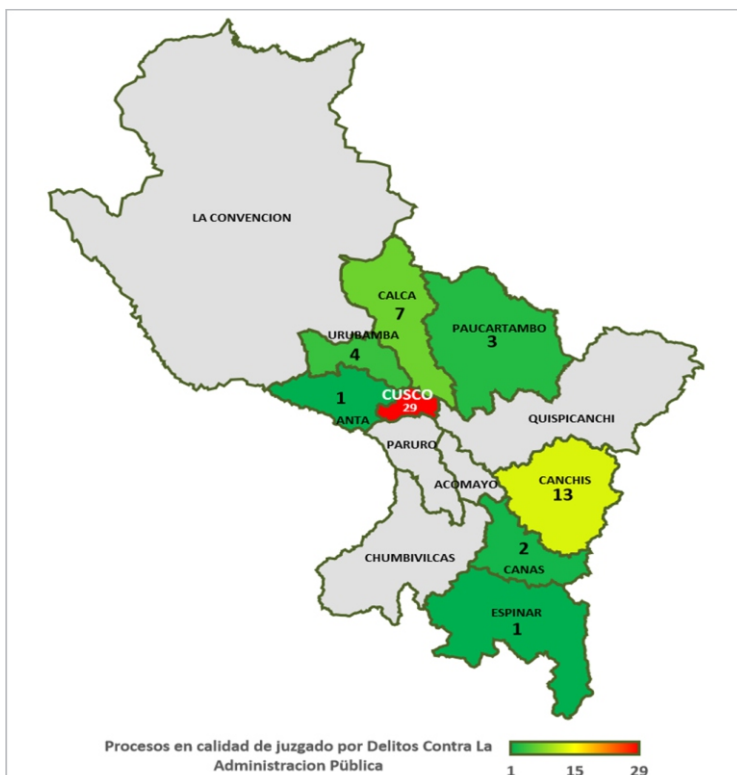 LA CONVENCION
CALCA
7
URUBAMBA
4
PAUCARTAMBO
3
1
ANTA
CUSCO
29
QUISPICANCHI
PARURO
ACOMAYO
CANCHIS
13
CHUMBIVILCAS
2
CANAS
ESPINAR
1
Procesos en calidad de juzgado por Delitos Contra La
Administracion Pública
1 15 29